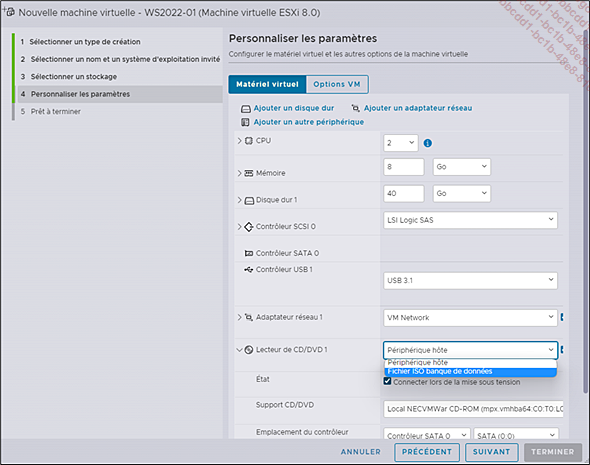 Nouvelle machine virtuelle - WS2022-01 (Machine virtuelle ESXi 8.0)
1 Sélectionner un type de création
2 Sélectionner un nom et un système d'exploitation invité
3 Sélectionner un stockage
4 Personnaliser les paramètres
5 Prêt à terminer
Personnaliser les paramètres
Configurer le matériel virtuel et les autres options de la machine virtuelle
Matériel virtuel
Options VM
Ajouter un disque dur
Ajouter un adaptateur réseau
Ajouter un autre périphérique
CPU
2
Mémoire
8
Go
Disque dur 1
40
Go
Contrôleur SCSI 0
LSI Logic SAS
Contrôleur SATA 0
Contrôleur USB 1
USB 3.1
Adaptateur réseau 1
VM Network
Lecteur de CD/DVD 1
Périphérique hôte
Périphérique hôte
Fichier ISO banque de données
État
Connecter lors de la mise sous tension
Support CD/DVD
Local NECVMWar CD-ROM (mpx.vmhba64:C0:T0:L0
Emplacement du contrôleur
Contrôleur SATA 0
SATA (0:0)
ANNULER
PRÉCÉDENT
SUIVANT
TERMINER